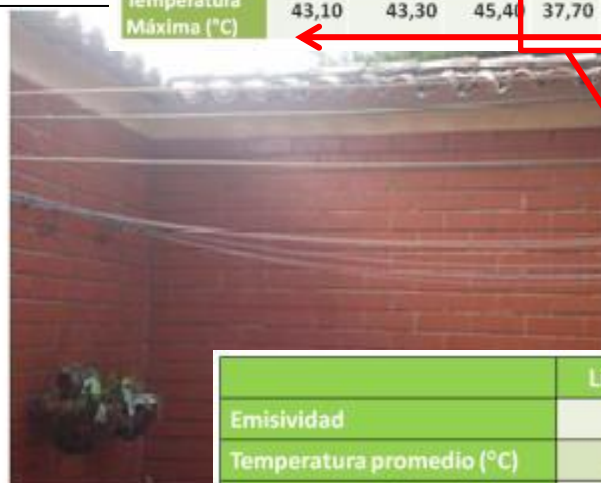 Temperatura 43,10 43,30 45,40 37,70
Máxima (°C)
L
Emisividad
Temperatura promedio (°C)